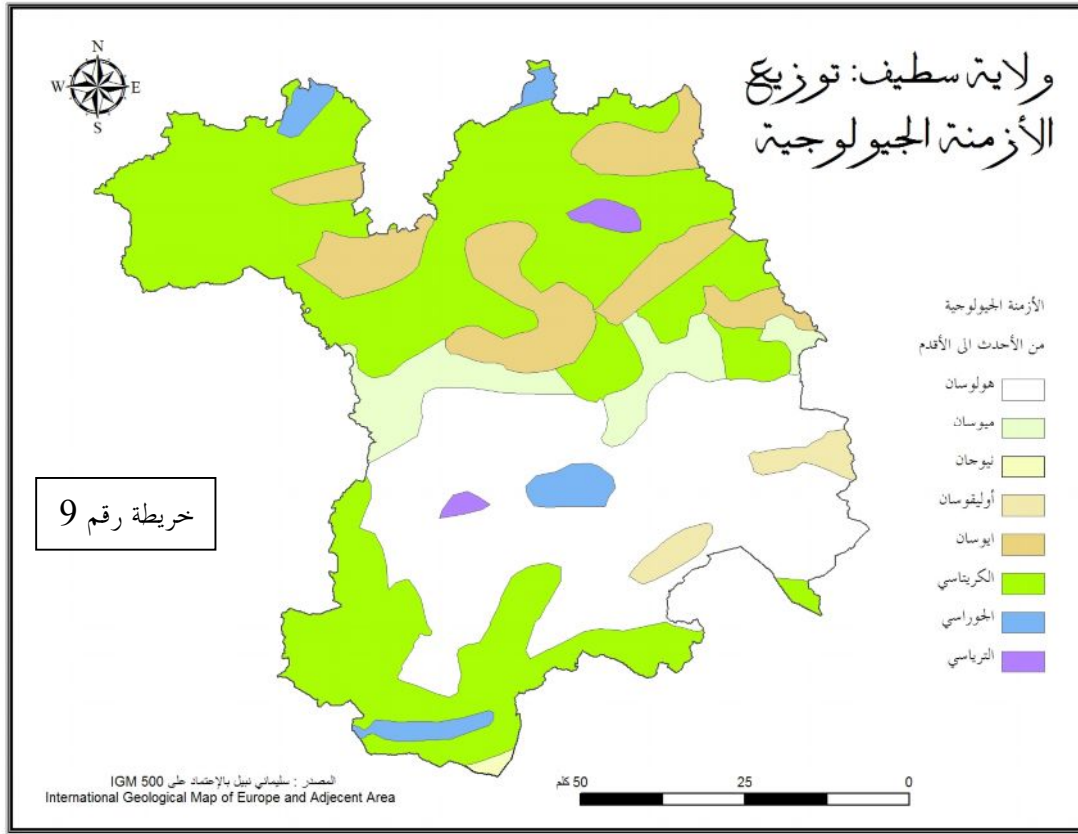 N
W E
S
ولاية سطيف: توزيع
الأزمنة الجيولوجية
الأزمنة الجيولوجية
من الأحدث الى الأقدم
هولوسان
ميوسان
نيوجان
أوليقوسان
ايوسان
الكريتاسي
الجوراسي
الترياسي
خريطة رقم 9
المصدر : سليماني نبيل بالإعتماد على IGM 500
International Geological Map of Europe and Adjecent Area
0 25 50 كلم